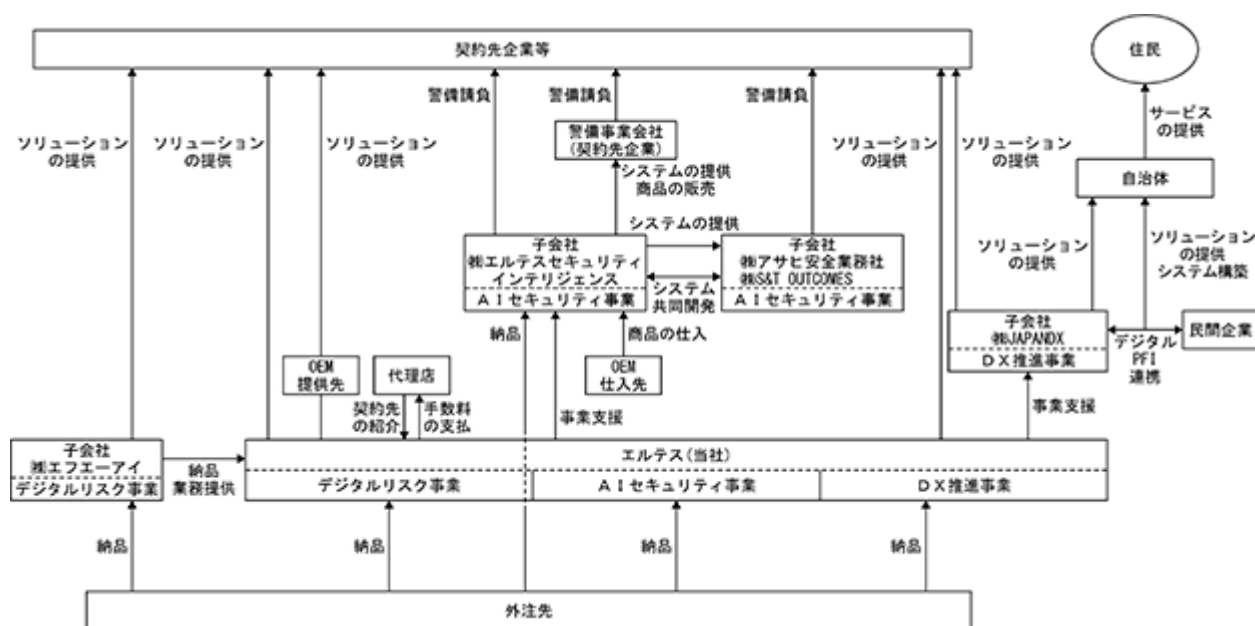 契約先企業等
住民
警備請負
警備請負
警備請負
サービス
の提供
ソリューション
の提供
ソリューション
の提供
ソリューション
の提供
警備事業会社
(契約先企業)
ソリューション
の提供
ソリューション
の提供
システムの提供
商品の販売
自治体
システムの提供
子会社
㈱エルテスセキュリティ
インテリジェンス
AIセキュリティ事業
システム
共同開発
子会社
㈱アサヒ安全業務社
㈱S&T OUTCOMES
AIセキュリティ事業
ソリューション
の提供
ソリューション
の提供
システム構築
納品
商品の仕入
子会社
㈱JAPANDX
DX推進事業
デジタル
PFI
連携
民間企業
OEM
提供先
代理店
OEM
仕入先
契約先
の紹介
手数料
の支払
事業支援
事業支援
子会社
㈱エフエーアイ
デジタルリスク事業
納品
業務提供
エルテス(当社)
デジタルリスク事業
AIセキュリティ事業
DX推進事業
納品
納品
納品
納品
納品
外注先